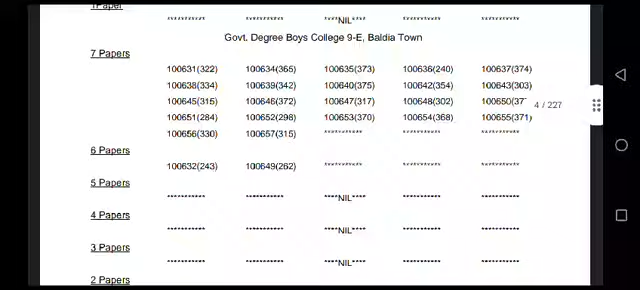 1Paper
*********** *********** ****NIL**** *********** ***********
Govt. Degree Boys College 9-E, Baldia Town
7 Papers
100631(322) 100634(365) 100635(373) 100636(240) 100637(374)
100638(334) 100639(342) 100640(375) 100642(354) 100643(303)
100645(315) 100646(372) 100647(317) 100648(302) 100650(37
4 / 227
100651(284) 100652(298) 100653(370) 100654(368) 100655(371)
100656(330) 100657(315) *********** *********** ***********
6 Papers
100632(243) 100649(262) *********** *********** ***********
5 Papers
*********** *********** ****NIL**** *********** ***********
4 Papers
*********** *********** ****NIL**** *********** ***********
3 Papers
*********** *********** ****NIL**** *********** ***********
2 Papers